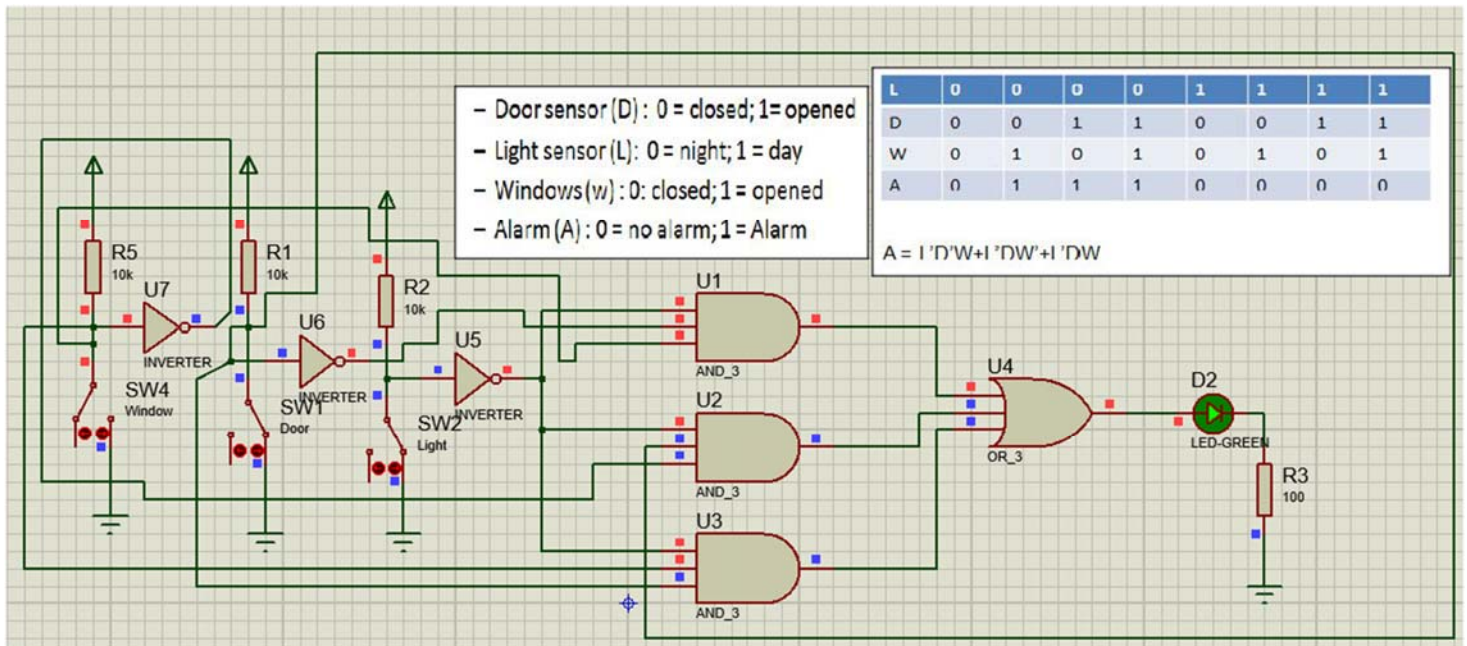 – Door sensor (D) : 0 = closed; 1= opened
– Light sensor (L): 0 = night; 1 = day
– Windows (w) : 0: closed; 1 = opened
– Alarm (A) : 0 = no alarm; 1 = Alarm
L 0 0 0 0 1 1 1 1
D 0 0 1 1 0 0 1 1
W 0 1 0 1 0 1 0 1
A 0 1 1 1 0 0 0 0
A = L'D'W+L'DW'+L'DW
R5
10k
U7
INVERTER
SW4
Window
R1
10k
U6
INVERTER
SW1
Door
R2
10k
U5
INVERTER
SW2
Light
U1
AND_3
U2
AND_3
U3
AND_3
U4
OR_3
D2
LED-GREEN
R3
100